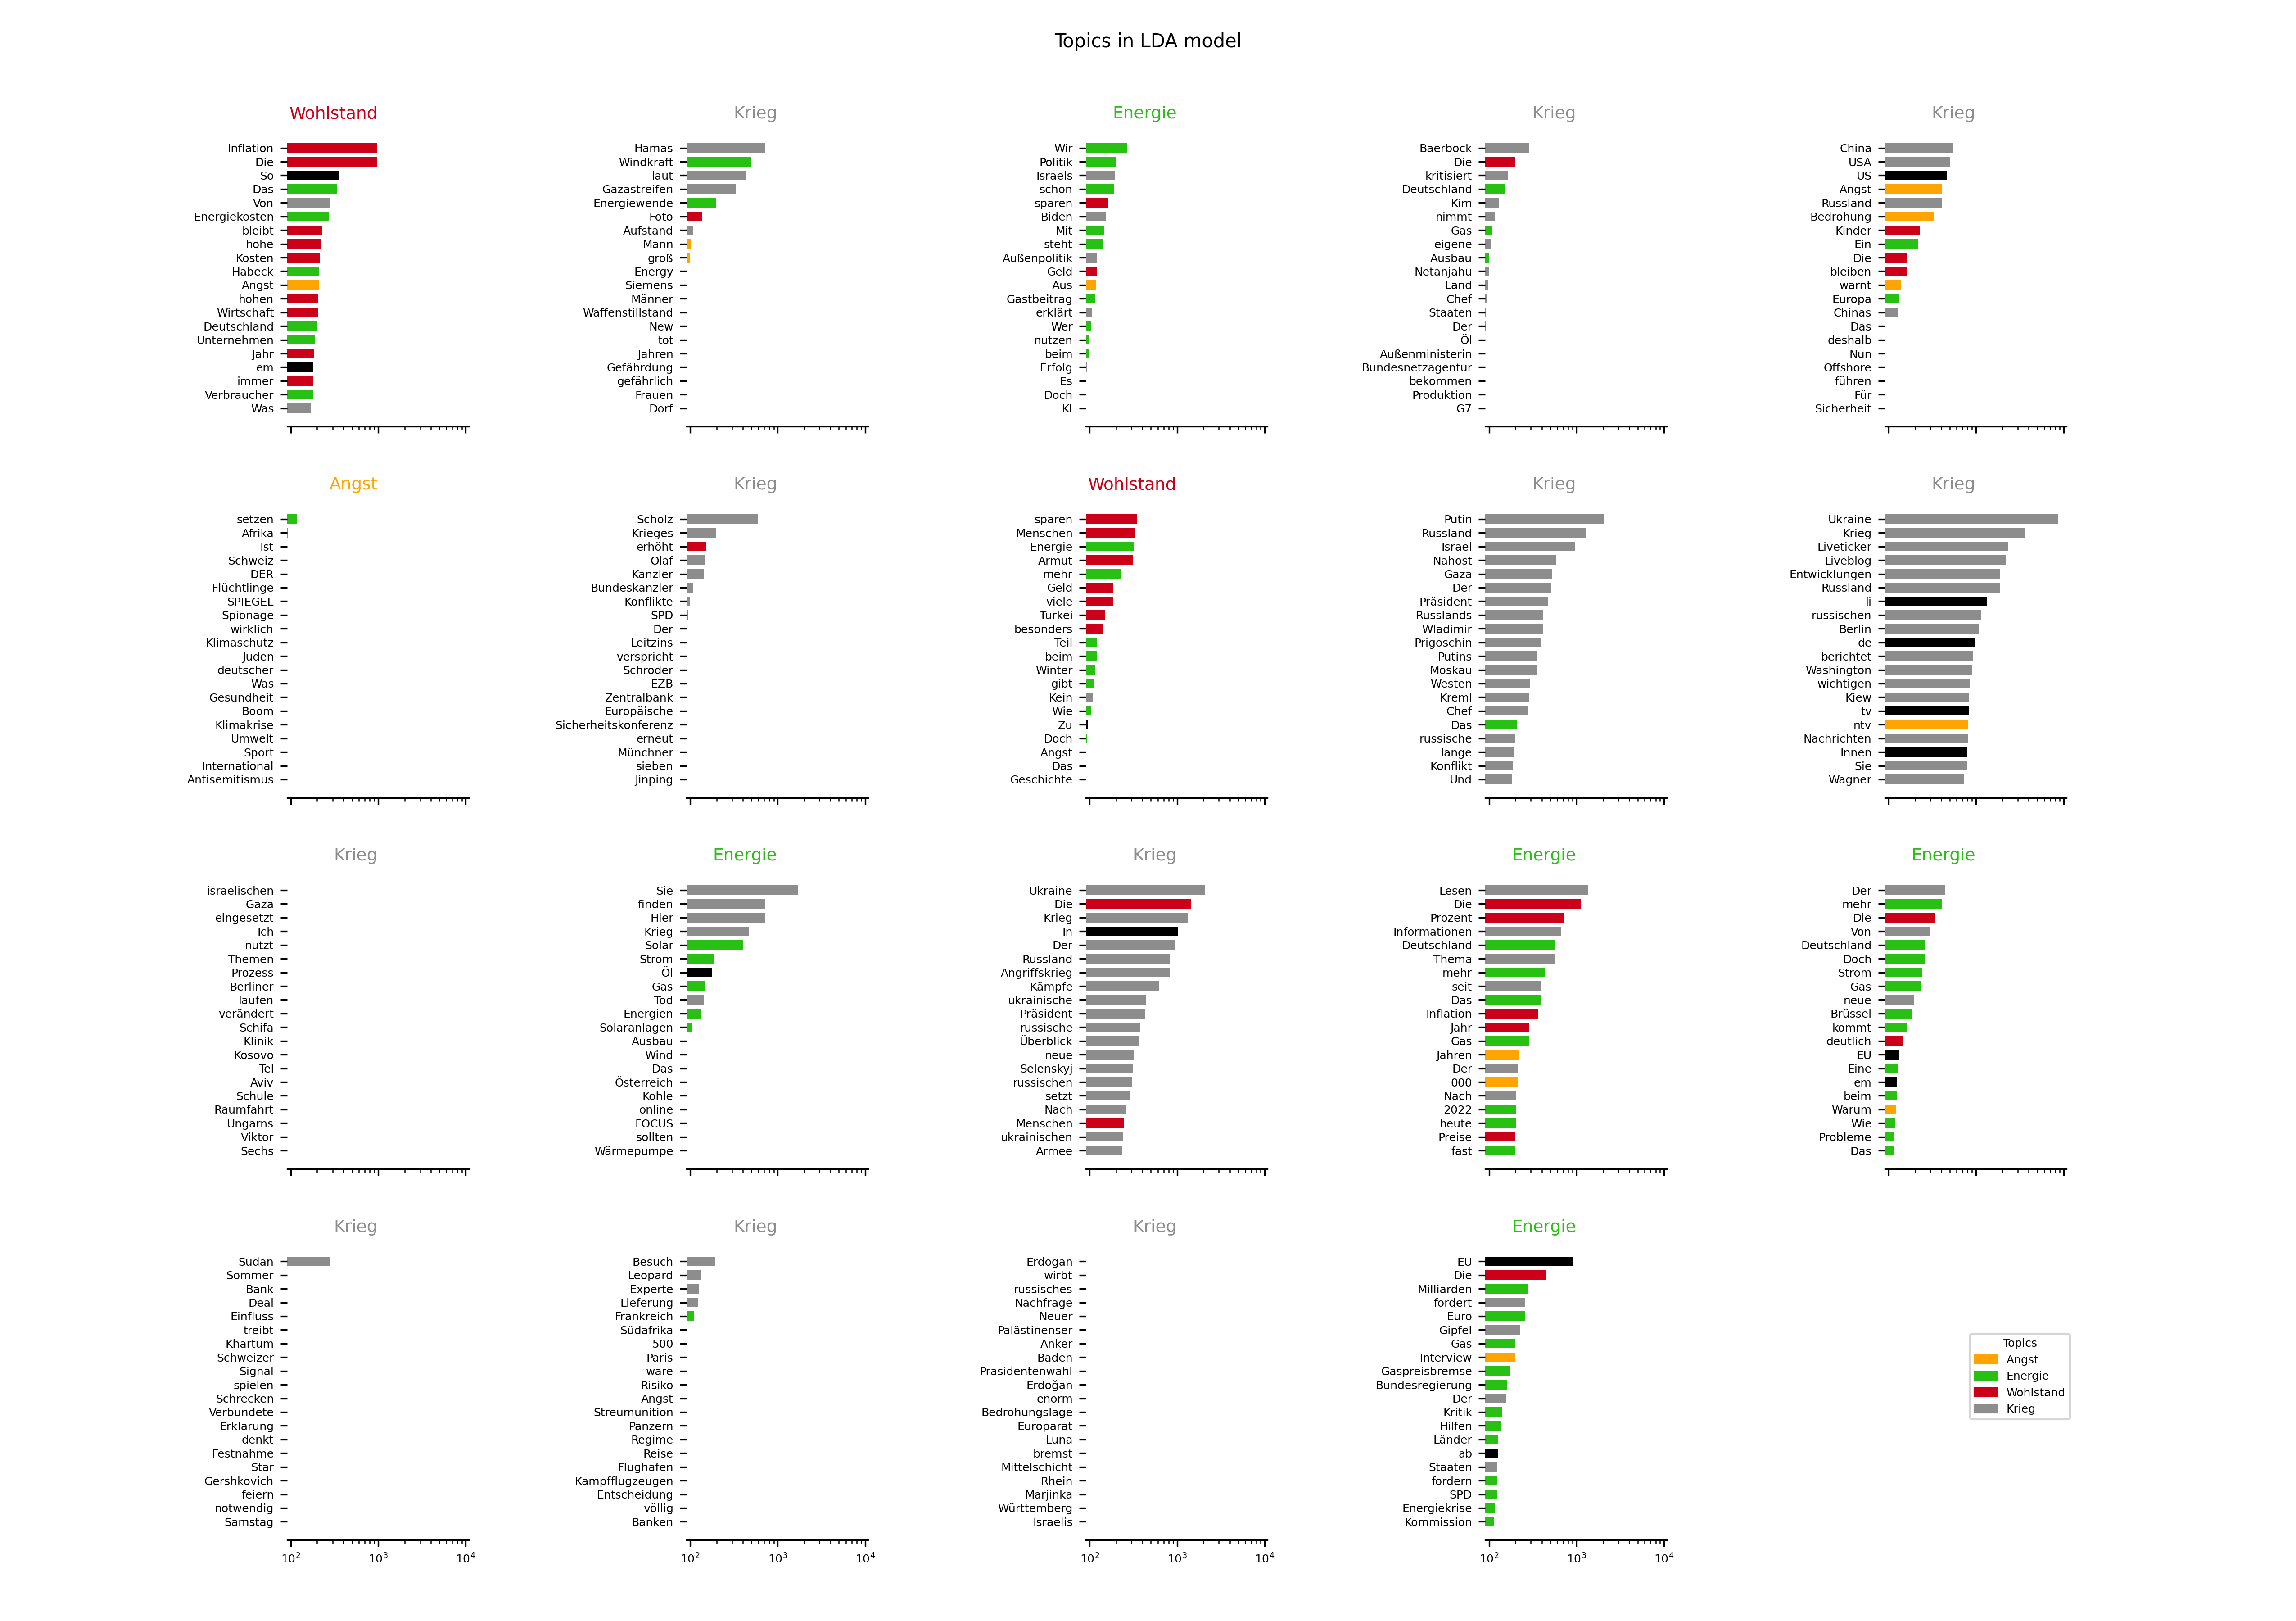 Topics in LDA model
Wohlstand
Inflation
Die
So
Das
Von
Energiekosten
bleibt
hohe
Kosten
Habeck
Angst
hohen
Wirtschaft
Deutschland
Unternehmen
Jahr
em
immer
Verbraucher
Was
Krieg
Hamas
Windkraft
laut
Gazastreifen
Energiewende
Foto
Aufstand
Mann
groß
Energy
Siemens
Männer
Waffenstillstand
New
tot
Jahren
Gefährdung
gefährlich
Frauen
Dorf
Energie
Wir
Politik
Israels
schon
sparen
Biden
Mit
steht
Außenpolitik
Geld
Aus
Gastbeitrag
erklärt
Wer
nutzen
beim
Erfolg
Es
Doch
KI
Krieg
Baerbock
Die
kritisiert
Deutschland
Kim
nimmt
Gas
eigene
Ausbau
Netanjahu
Land
Chef
Staaten
Der
Öl
Außenministerin
Bundesnetzagentur
bekommen
Produktion
G7
Krieg
China
USA
US
Angst
Russland
Bedrohung
Kinder
Ein
Die
bleiben
warnt
Europa
Chinas
Das
deshalb
Nun
Offshore
führen
Für
Sicherheit
Angst
setzen
Afrika
Ist
Schweiz
DER
Flüchtlinge
SPIEGEL
Spionage
wirklich
Klimaschutz
Juden
deutscher
Was
Gesundheit
Boom
Klimakrise
Umwelt
Sport
International
Antisemitismus
Krieg
Scholz
Krieges
erhöht
Olaf
Kanzler
Bundeskanzler
Konflikte
SPD
Der
Leitzins
verspricht
Schröder
EZB
Zentralbank
Europäische
Sicherheitskonferenz
erneut
Münchner
sieben
Jinping
Wohlstand
sparen
Menschen
Energie
Armut
mehr
Geld
viele
Türkei
besonders
Teil
beim
Winter
gibt
Kein
Wie
Zu
Doch
Angst
Das
Geschichte
Krieg
Putin
Russland
Israel
Nahost
Gaza
Der
Präsident
Russlands
Wladimir
Prigoschin
Putins
Moskau
Westen
Kreml
Chef
Das
russische
lange
Konflikt
Und
Krieg
Ukraine
Krieg
Liveticker
Liveblog
Entwicklungen
Russland
li
russischen
Berlin
de
berichtet
Washington
wichtigen
Kiew
tv
ntv
Nachrichten
Innen
Sie
Wagner
Krieg
israelischen
Gaza
eingesetzt
Ich
nutzt
Themen
Prozess
Berliner
laufen
verändert
Schifa
Klinik
Kosovo
Tel
Aviv
Schule
Raumfahrt
Ungarns
Viktor
Sechs
Energie
Sie
finden
Hier
Krieg
Solar
Strom
Öl
Gas
Tod
Energien
Solaranlagen
Ausbau
Wind
Das
Österreich
Kohle
online
FOCUS
sollten
Wärmepumpe
Krieg
Ukraine
Die
Krieg
In
Der
Russland
Angriffskrieg
Kämpfe
ukrainische
Präsident
russische
Überblick
neue
Selenskyj
russischen
setzt
Nach
Menschen
ukrainischen
Armee
Energie
Lesen
Die
Prozent
Informationen
Deutschland
Thema
mehr
seit
Das
Inflation
Jahr
Gas
Jahren
Der
000
Nach
2022
heute
Preise
fast
Energie
Der
mehr
Die
Von
Deutschland
Doch
Strom
Gas
neue
Brüssel
kommt
deutlich
EU
Eine
em
beim
Warum
Wie
Probleme
Das
Krieg
Sudan
Sommer
Bank
Deal
Einfluss
treibt
Khartum
Schweizer
Signal
spielen
Schrecken
Verbündete
Erklärung
denkt
Festnahme
Star
Gershkovich
feiern
notwendig
Samstag
10² 10³ 10⁴
Krieg
Besuch
Leopard
Experte
Lieferung
Frankreich
Südafrika
500
Paris
wäre
Risiko
Angst
Streumunition
Panzern
Regime
Reise
Flughafen
Kampfflugzeugen
Entscheidung
völlig
Banken
10² 10³ 10⁴
Krieg
Erdogan
wirbt
russisches
Nachfrage
Neuer
Palästinenser
Anker
Baden
Präsidentenwahl
Erdoğan
enorm
Bedrohungslage
Europarat
Luna
bremst
Mittelschicht
Rhein
Marjinka
Württemberg
Israelis
10² 10³ 10⁴
Energie
EU
Die
Milliarden
fordert
Euro
Gipfel
Gas
Interview
Gaspreisbremse
Bundesregierung
Der
Kritik
Hilfen
Länder
ab
Staaten
fordern
SPD
Energiekrise
Kommission
10² 10³ 10⁴
Topics
Angst
Energie
Wohlstand
Krieg